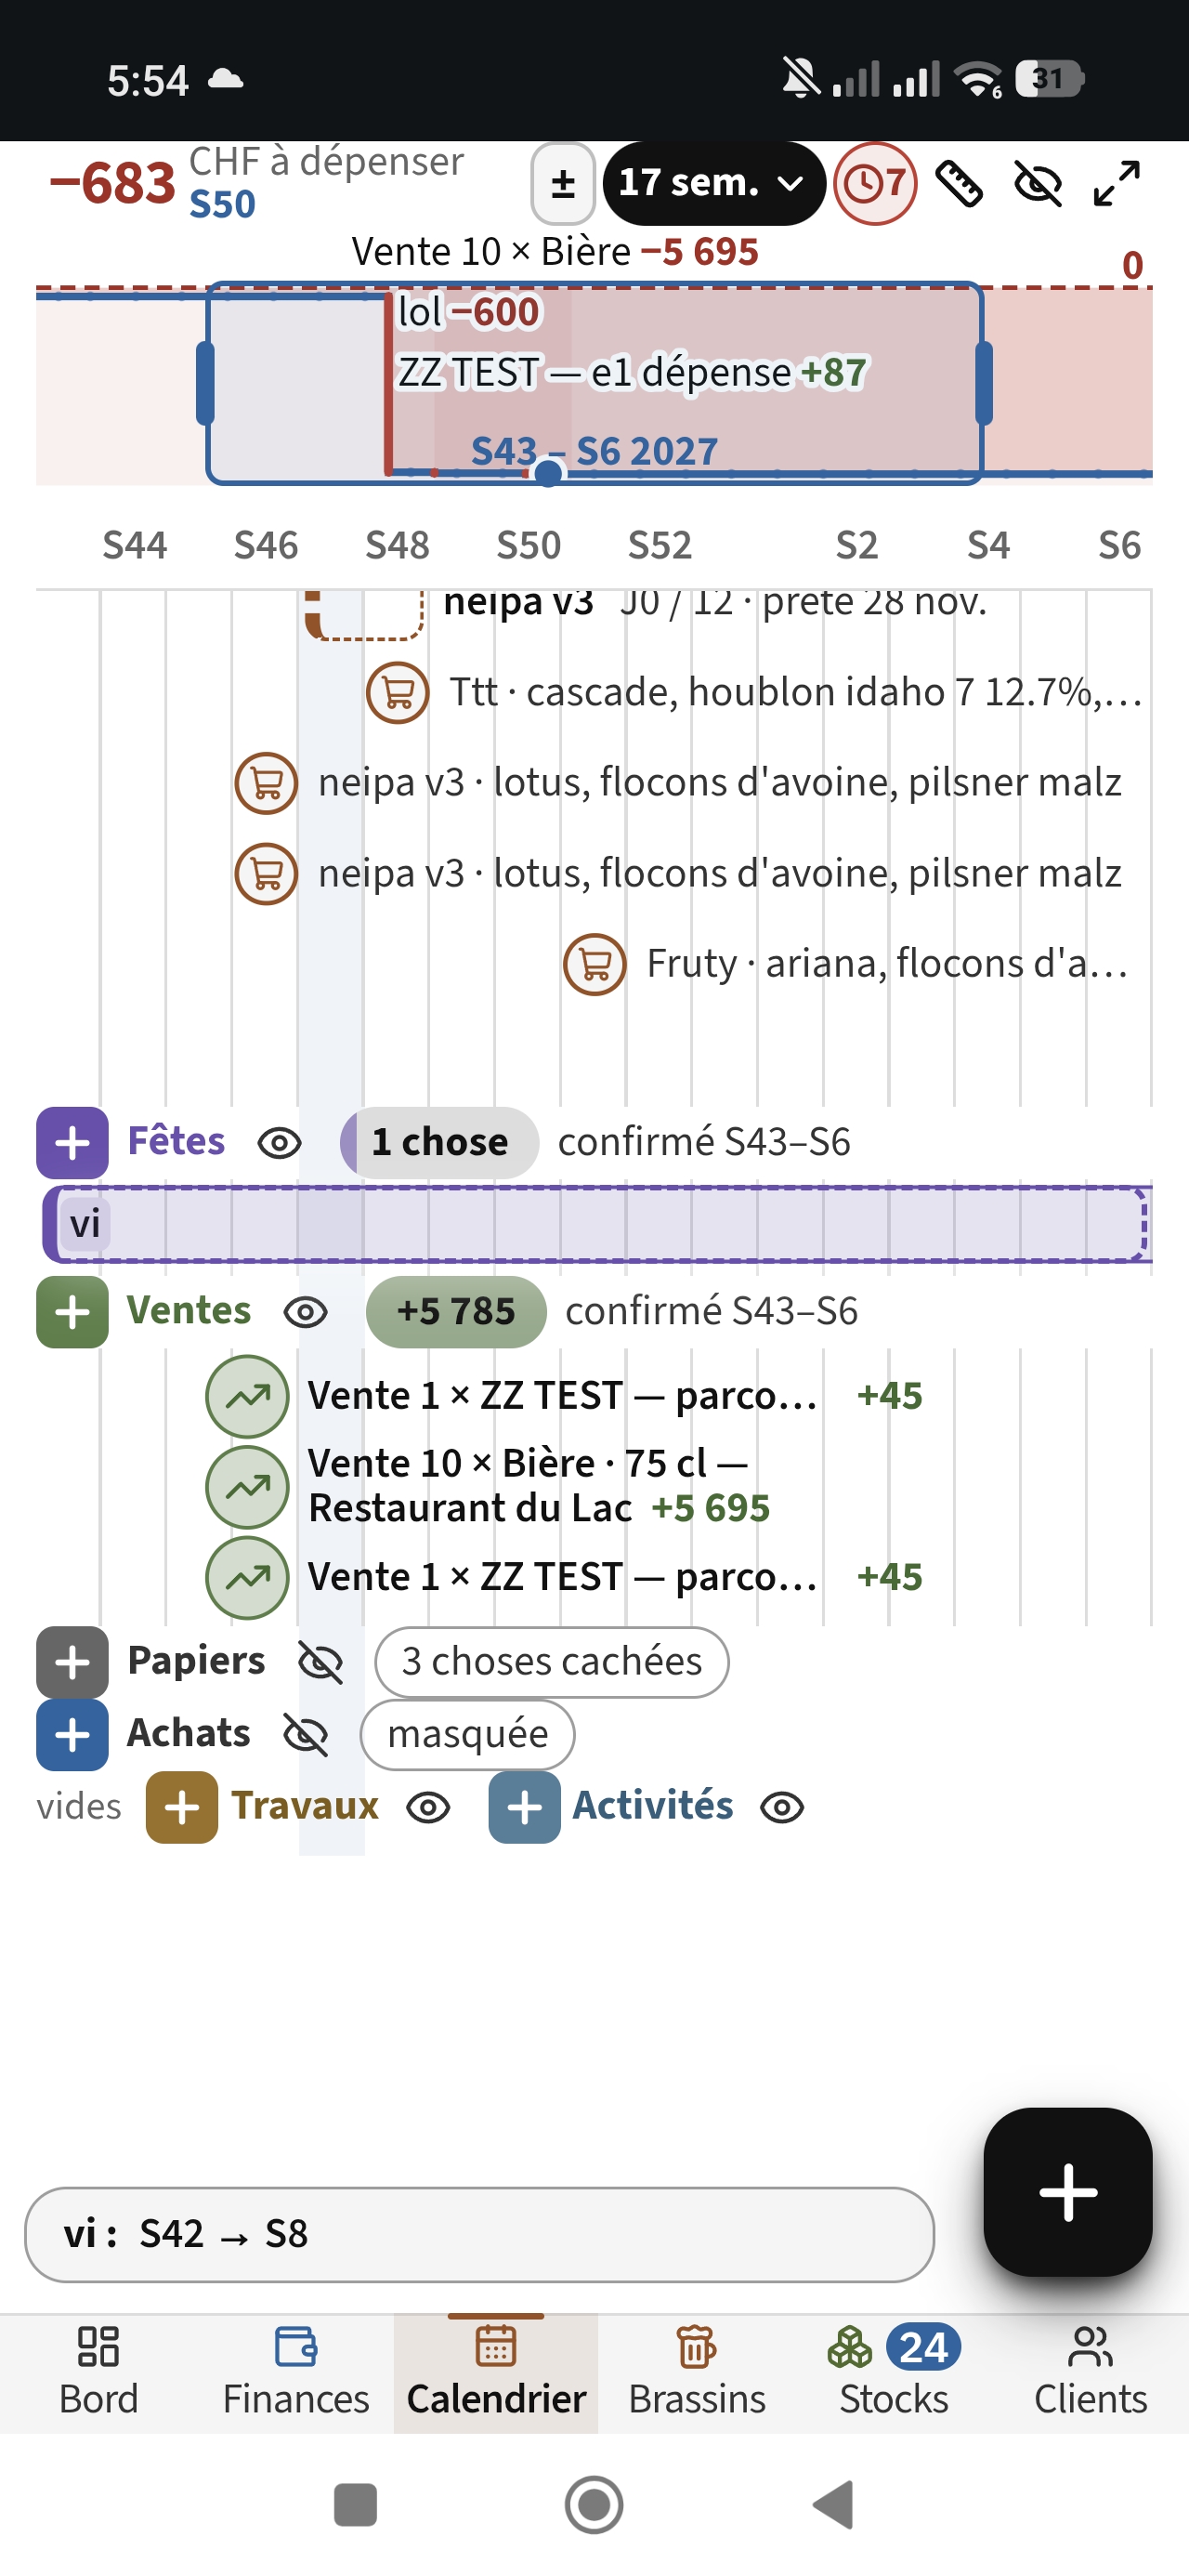 5:54
6
31
−683 CHF à dépenser
S50
±
17 sem.
7
Vente 10 × Bière −5 695
0
lol −600
ZZ TEST — e1 dépense +87
S43 – S6 2027
S44 S46 S48 S50 S52 S2 S4 S6
neipa v3 J0 / 12 · prête 28 nov.
Ttt · cascade, houblon idaho 7 12.7%,…
neipa v3 · lotus, flocons d'avoine, pilsner malz
neipa v3 · lotus, flocons d'avoine, pilsner malz
Fruty · ariana, flocons d'a…
Fêtes 1 chose confirmé S43–S6
vi
Ventes +5 785 confirmé S43–S6
Vente 1 × ZZ TEST — parco… +45
Vente 10 × Bière · 75 cl —
Restaurant du Lac +5 695
Vente 1 × ZZ TEST — parco… +45
Papiers 3 choses cachées
Achats masquée
vides Travaux Activités
vi : S42 → S8
24
Bord Finances Calendrier Brassins Stocks Clients